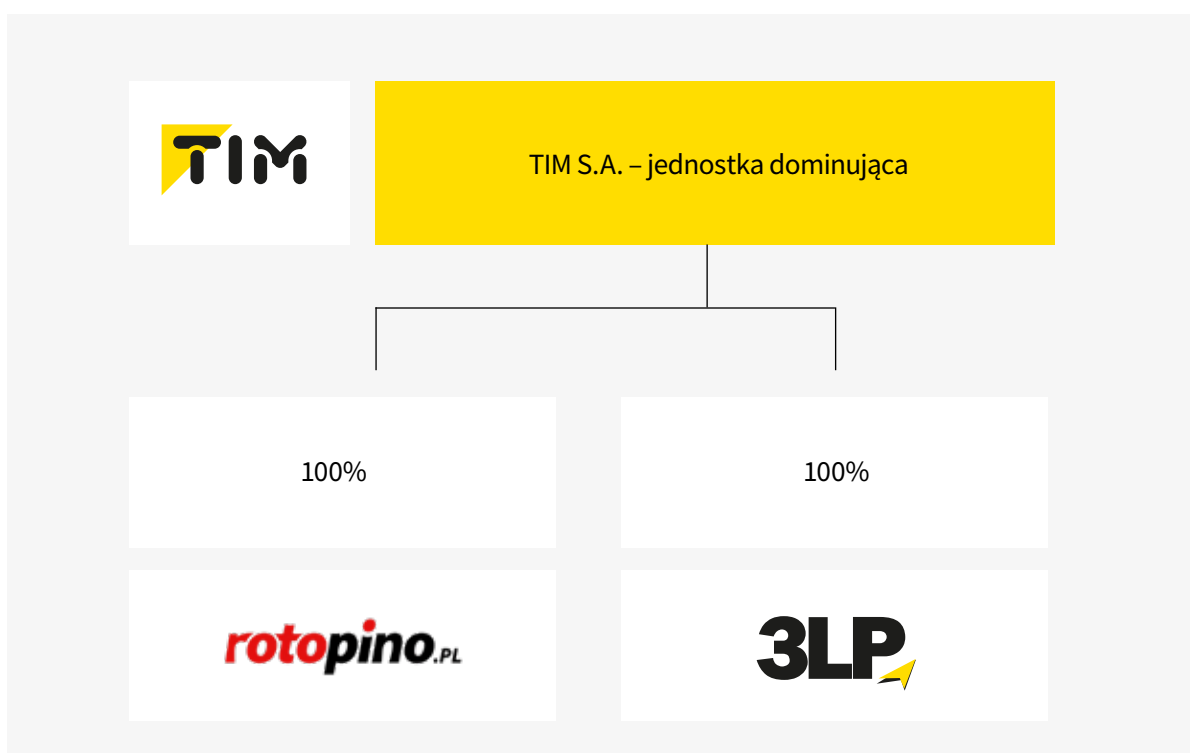 TIM
TIM S.A. – jednostka dominująca
100%
100%
rotopino.PL
3LP